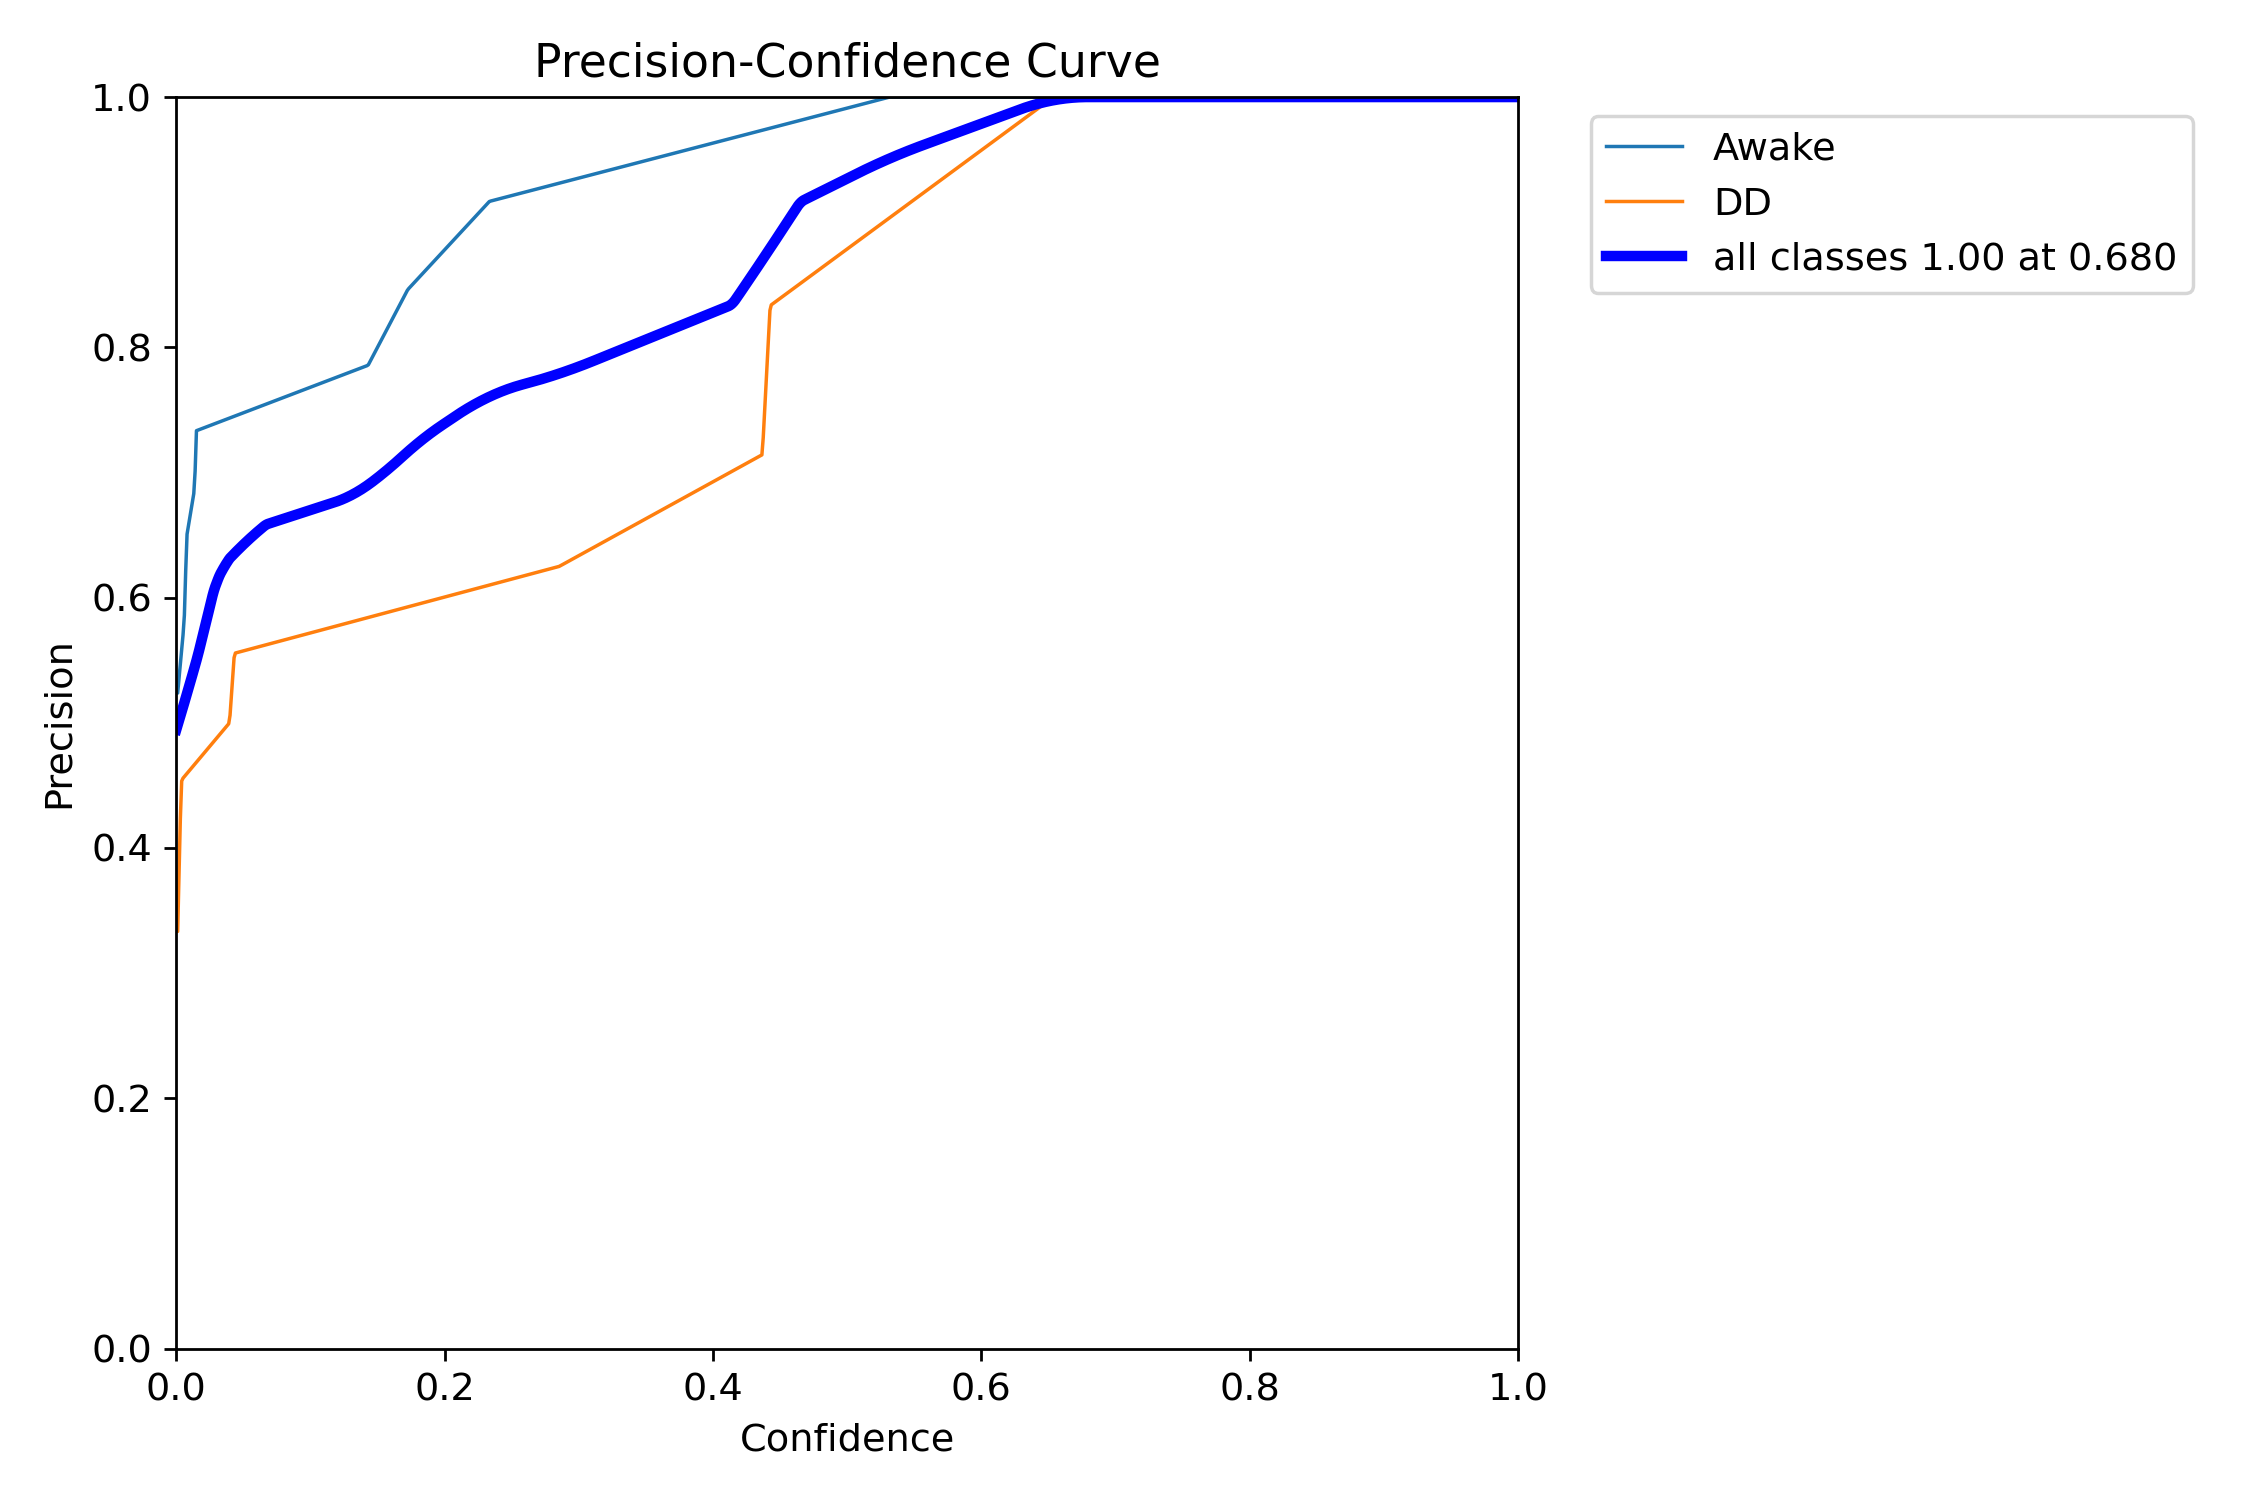 Precision-Confidence Curve
1.0
0.8
0.6
0.4
0.2
0.0
Precision
0.0 0.2 0.4 0.6 0.8 1.0
Confidence
Awake
DD
all classes 1.00 at 0.680